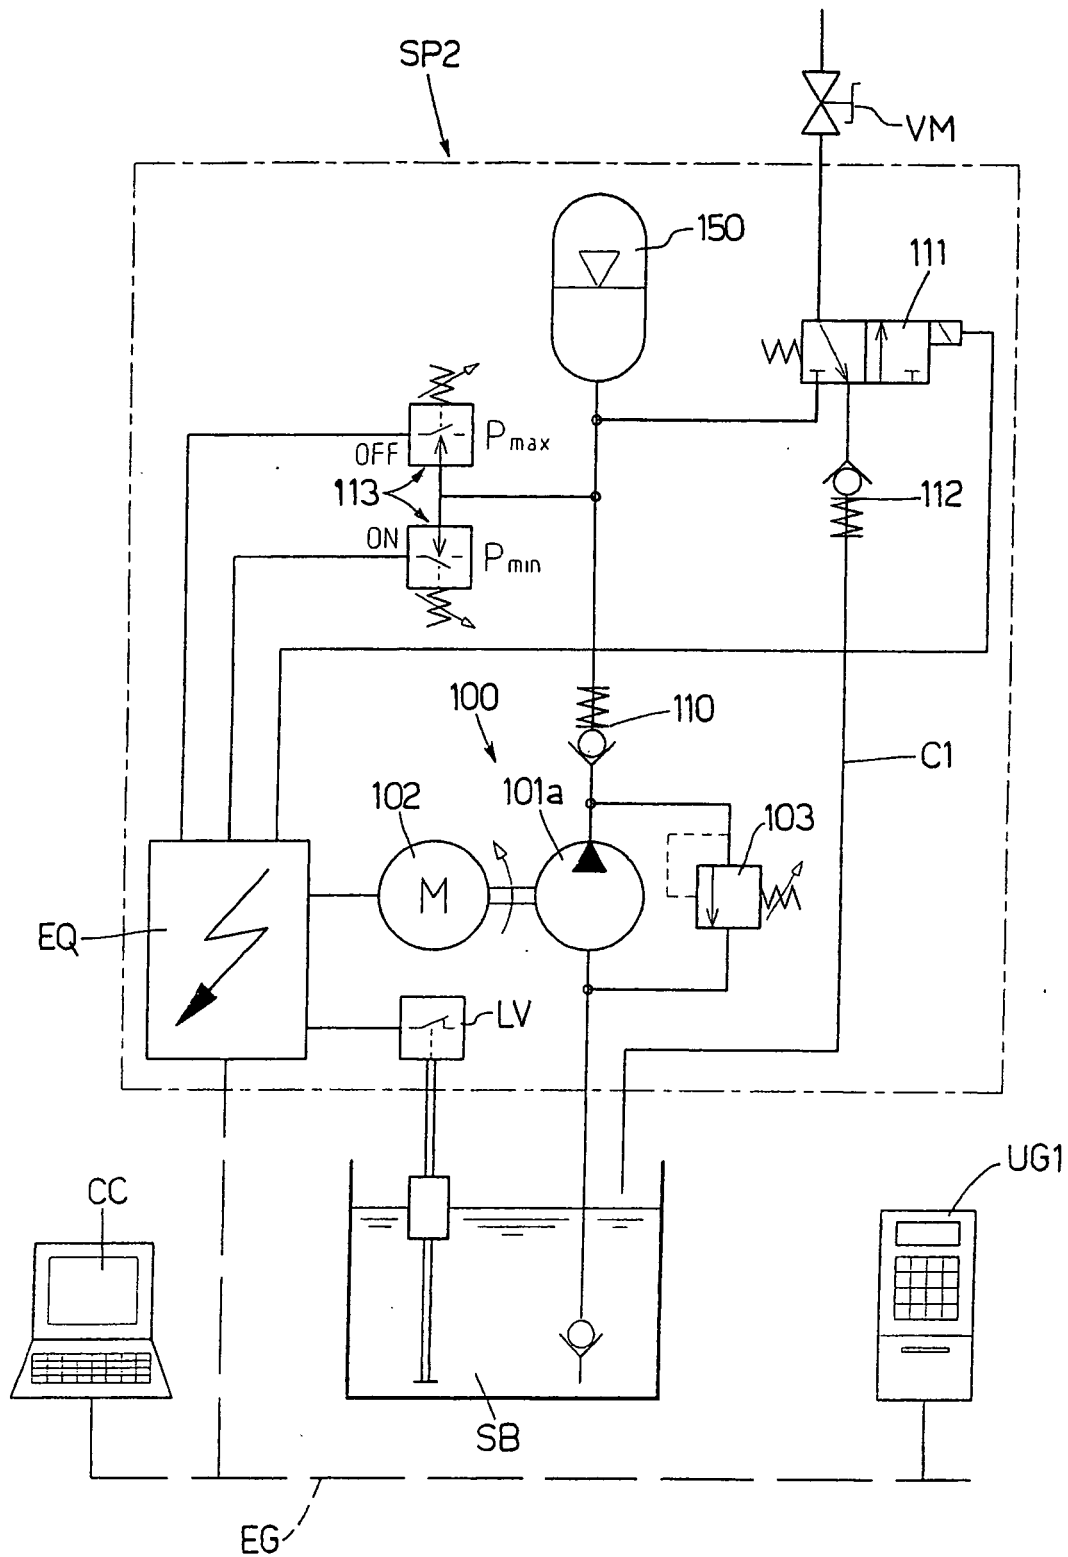 SP2
VM
150
111
Pmax
OFF
113
112
ON
Pmin
100
110
C1
102
101a
103
M
EQ
LV
UG1
CC
SB
EG